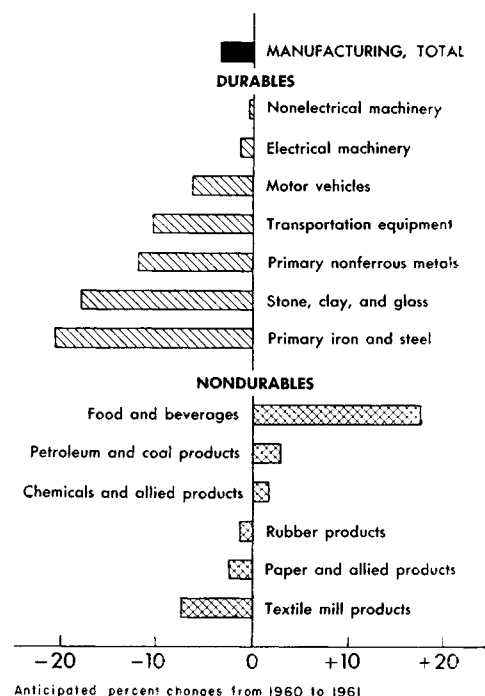 MANUFACTURING, TOTAL
DURABLES
Nonelectrical machinery
Electrical machinery
Motor vehicles
Transportation equipment
Primary nonferrous metals
Stone, clay, and glass
Primary iron and steel
NONDURABLES
Food and beverages
Petroleum and coal products
Chemicals and allied products
Rubber products
Paper and allied products
Textile mill products
-20 -10 0 +10 +20
Anticipated percent changes from 1960 to 1961